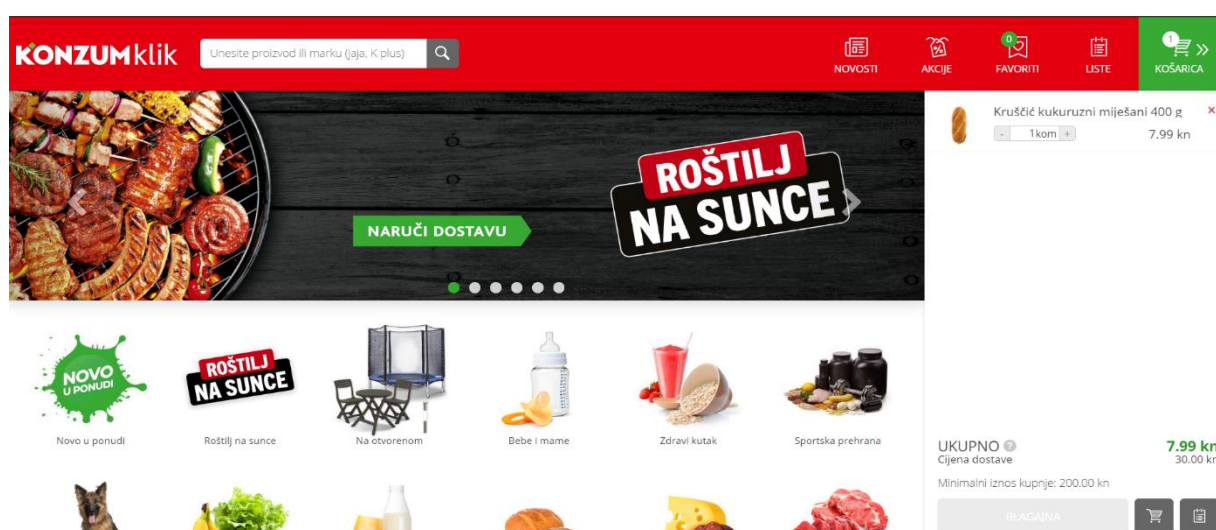 KONZUM klik
Unesite proizvod ili marku (jaja, K plus)
NOVOSTI
AKCIJE
0
FAVORITI
LISTE
1
KOŠARICA
ROŠTILJ
NA SUNCE
NARUČI DOSTAVU
Kruščić kukuruzni miješani 400 g
- 1kom +
7.99 kn
NOVO
U PONUDI
ROŠTILJ
NA SUNCE
Novo u ponudi
Roštilj na sunce
Na otvorenom
Bebe i mame
Zdravi kutak
Sportska prehrana
UKUPNO ?
7.99 kn
Cijena dostave
30.00 kn
Minimalni iznos kupnje: 200.00 kn
BLAGAJNA